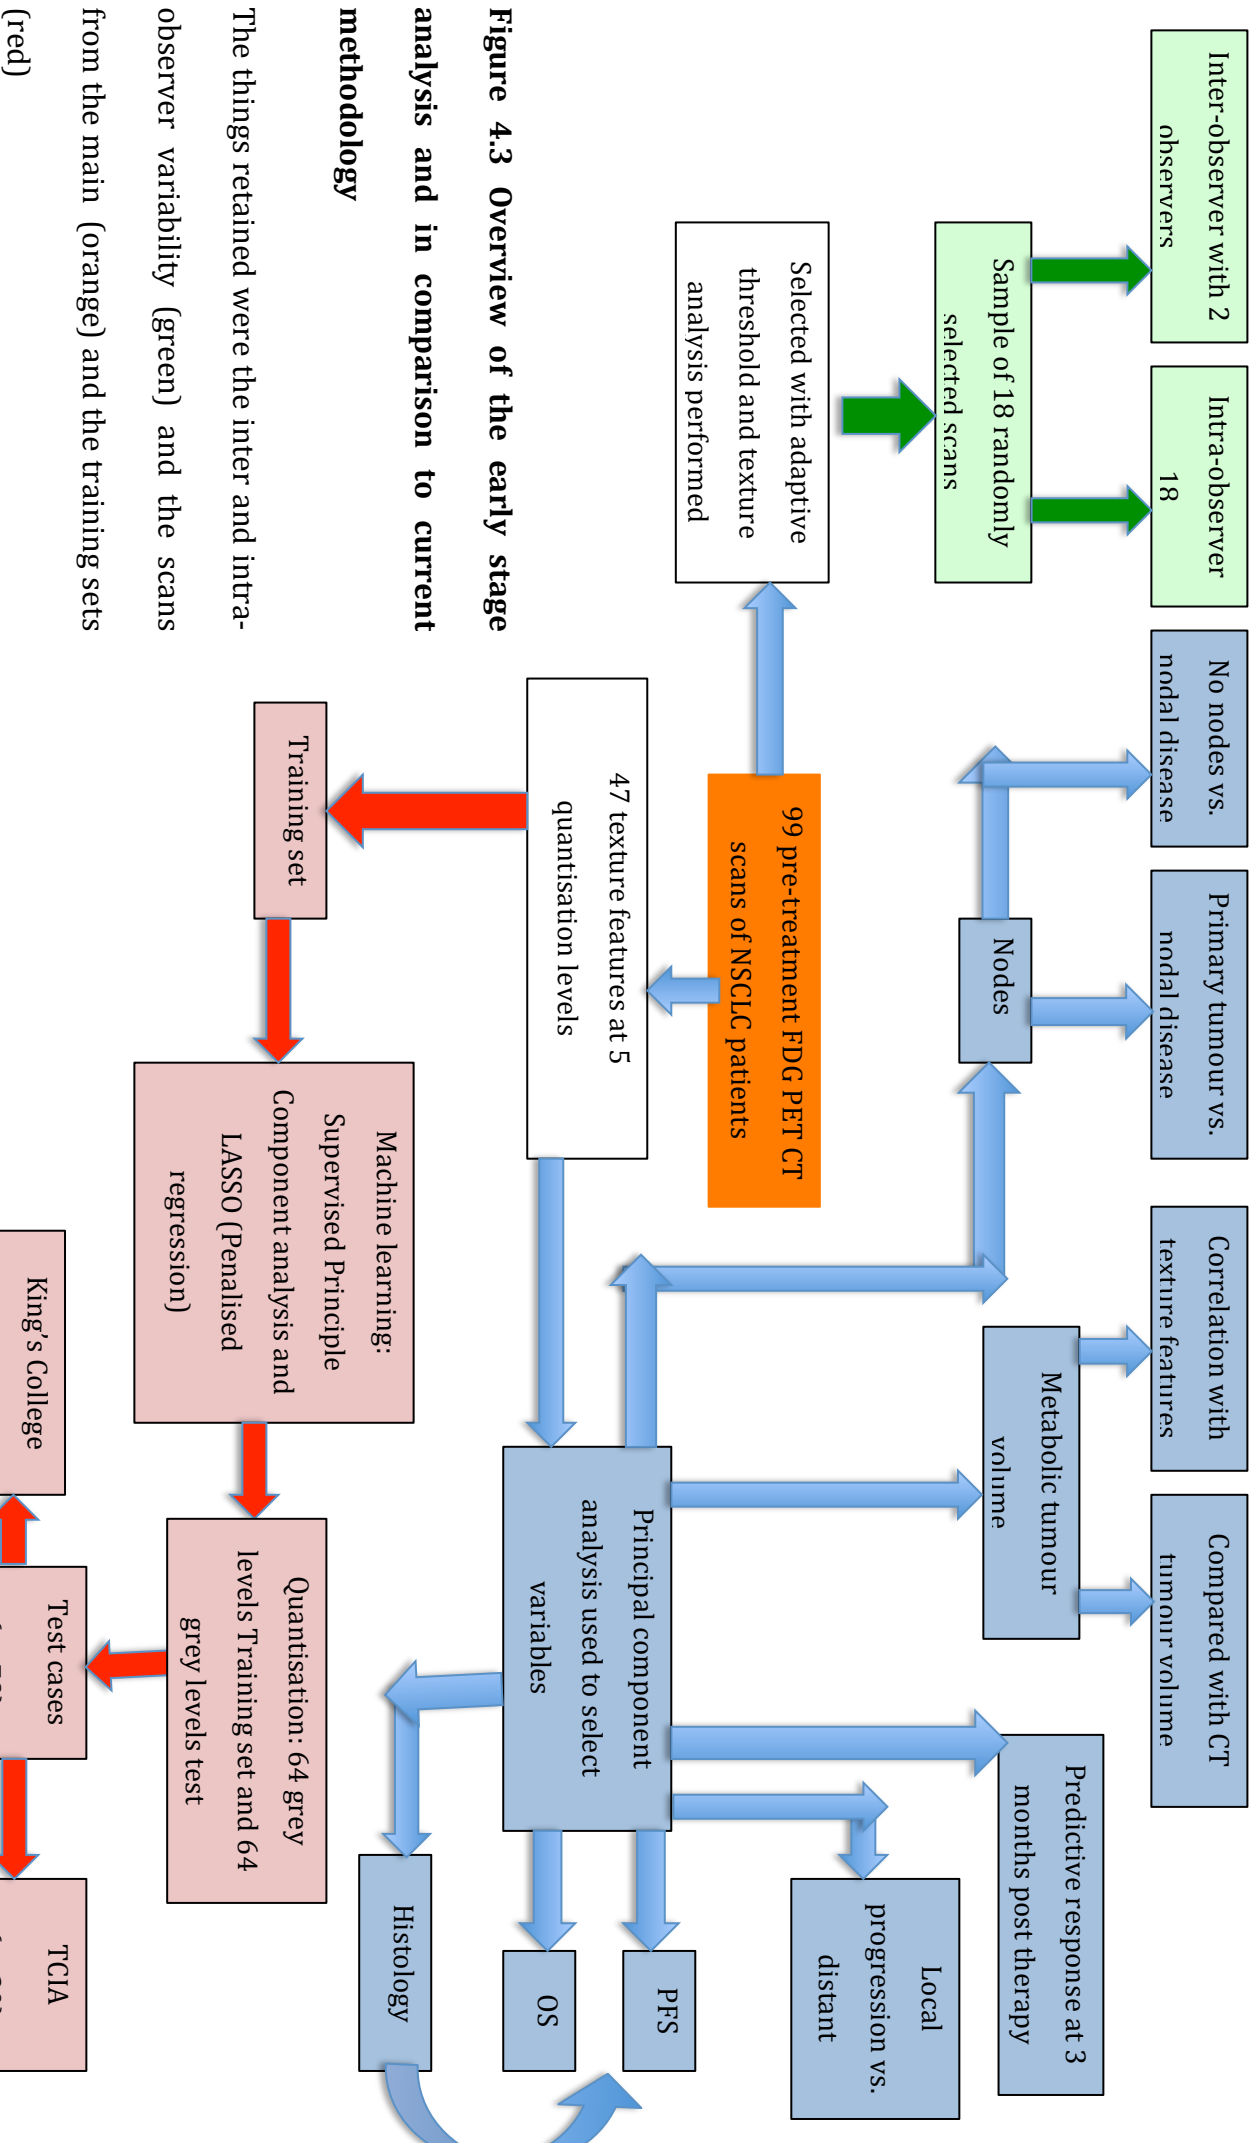 Inter-observer with 2
observers
Intra-observer
18
No nodes vs.
nodal disease
Primary tumour vs.
nodal disease
Correlation with
texture features
Compared with CT
tumour volume
Sample of 18 randomly
selected scans
Nodes
Metabolic tumour
volume
Predictive response at 3
months post therapy
Selected with adaptive
threshold and texture
analysis performed
99 pre-treatment FDG PET CT
scans of NSCLC patients
Local
progression vs.
distant
47 texture features at 5
quantisation levels
Principal component
analysis used to select
variables
PFS
OS
Histology
Training set
Machine learning:
Supervised Principle
Component analysis and
LASSO (Penalised
regression)
Quantisation: 64 grey
levels Training set and 64
grey levels test
King's College
Test cases
TCIA
Figure 4.3 Overview of the early stage
analysis and in comparison to current
methodology
The things retained were the inter and intra-
observer variability (green) and the scans
from the main (orange) and the training sets
(red)